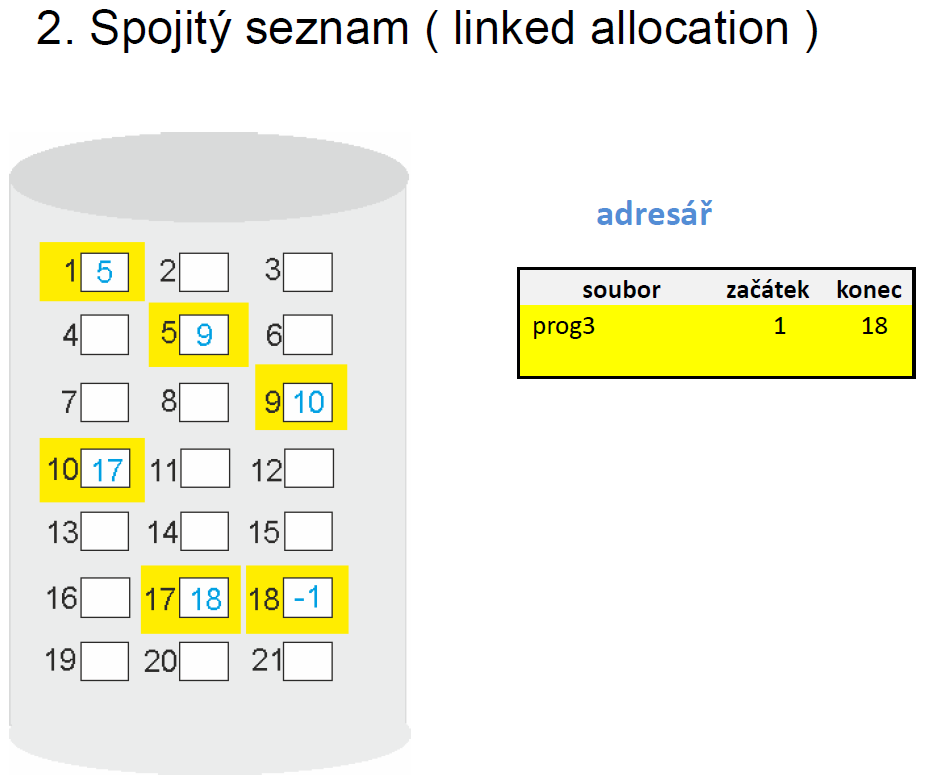 2. Spojitý seznam ( linked allocation )
adresář
soubor začátek konec
prog3 1 18
1 5 2 3
4 5 9 6
7 8 9 10
10 17 11 12
13 14 15
16 17 18 18 -1
19 20 21